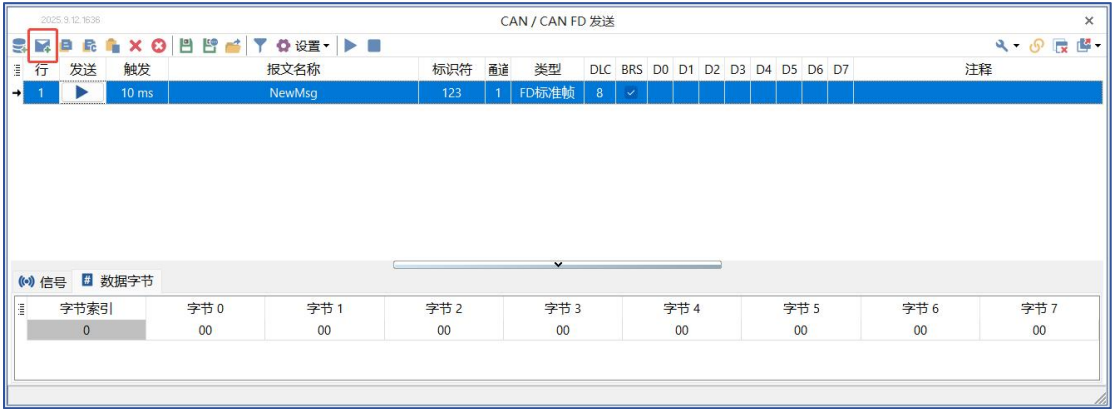 2025.9.12.1636
CAN / CAN FD 发送
设置
行 发送 触发 报文名称 标识符 通道 类型 DLC BRS D0 D1 D2 D3 D4 D5 D6 D7 注释
1 10 ms NewMsg 123 1 FD标准帧 8
信号 # 数据字节
字节索引 字节 0 字节 1 字节 2 字节 3 字节 4 字节 5 字节 6 字节 7
0 00 00 00 00 00 00 00 00